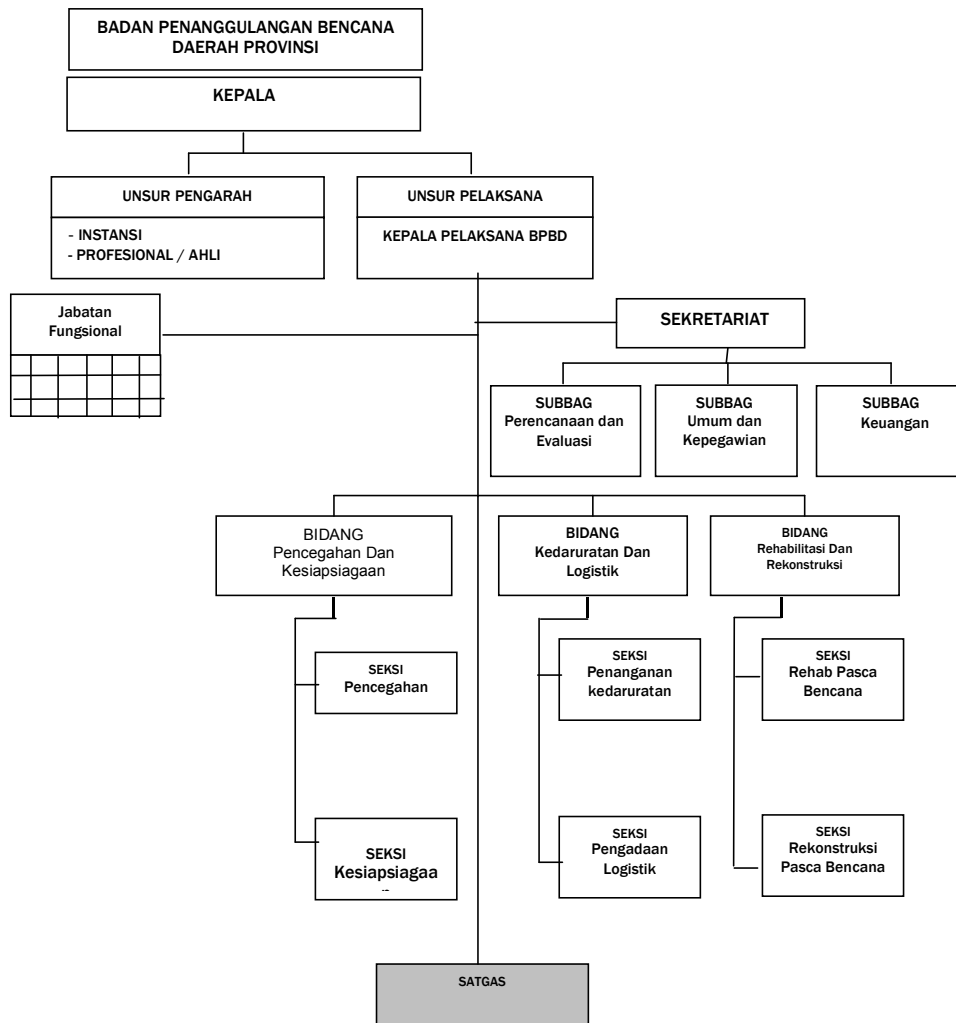 BADAN PENANGGULANGAN BENCANA
DAERAH PROVINSI
KEPALA
UNSUR PENGARAH
- INSTANSI
- PROFESIONAL / AHLI
UNSUR PELAKSANA
KEPALA PELAKSANA BPBD
Jabatan
Fungsional
SEKRETARIAT
SUBBAG
Perencanaan dan
Evaluasi
SUBBAG
Umum dan
Kepegawian
SUBBAG
Keuangan
BIDANG
Pencegahan Dan
Kesiapsiagaan
BIDANG
Kedaruratan Dan
Logistik
BIDANG
Rehabilitasi Dan
Rekonstruksi
SEKSI
Pencegahan
SEKSI
Penanganan
kedaruratan
SEKSI
Rehab Pasca
Bencana
SEKSI
Kesiapsiagaa
SEKSI
Pengadaan
Logistik
SEKSI
Rekonstruksi
Pasca Bencana
SATGAS